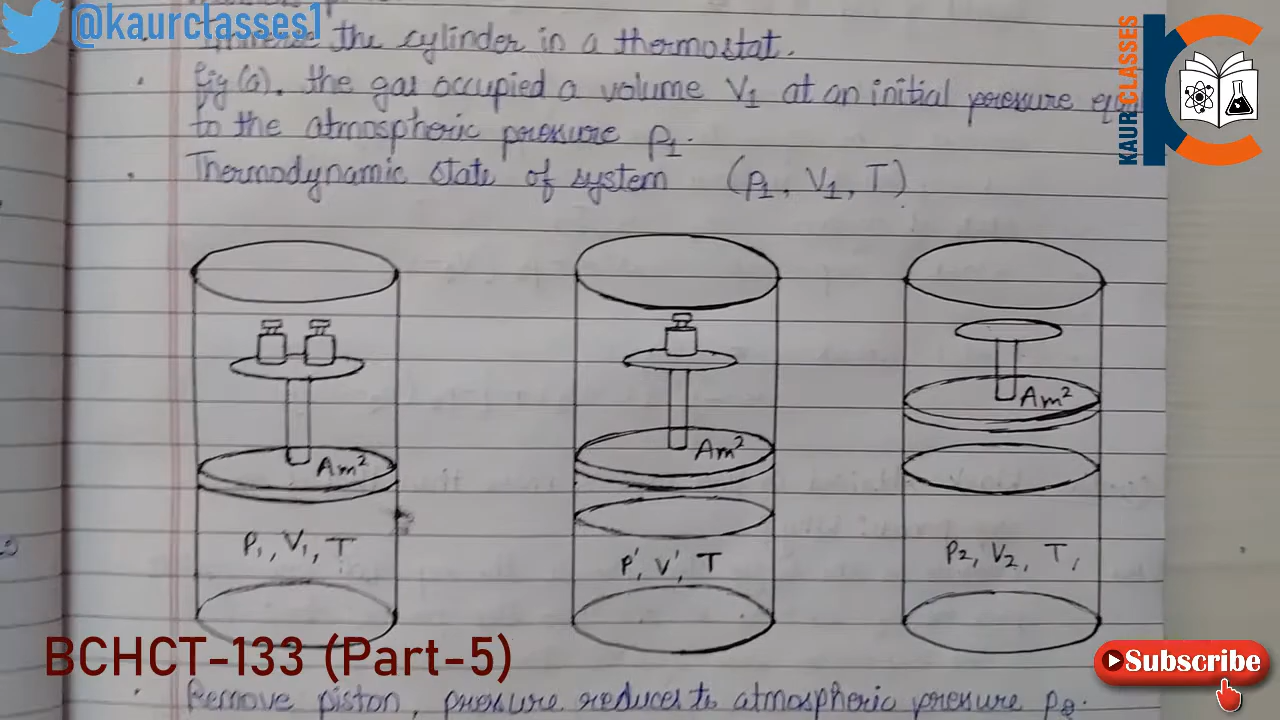 @kaurclasses1
the cylinder in a thermostat.
fig(a). the gas occupied a volume V1 at an initial pressure
KAUR CLASSES
to the atmospheric pressure p1.
Thermodynamic state of system (p1, V1, T)
Am²
Am²
Am²
P1, V1, T
p', v', T
P2, V2, T,
BCHCT-133 (Part-5)
Subscribe
Remove piston, pressure reduces to atmospheric pressure p2.